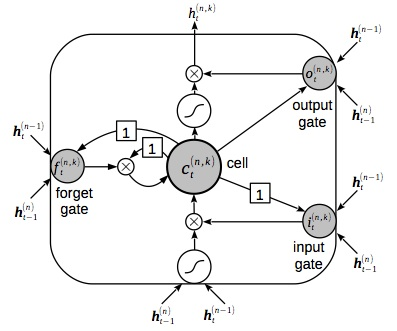 h_t^{(n,k)}
h_t^{(n-1)}
o_t^{(n,k)}
output
gate
h_{t-1}^{(n)}
h_t^{(n-1)}
1
1
f_t^{(n,k)}
c_t^{(n,k)}
cell
forget
gate
h_{t-1}^{(n)}
1
h_t^{(n-1)}
i_t^{(n,k)}
input
gate
h_{t-1}^{(n)}
h_{t-1}^{(n)}
h_t^{(n-1)}